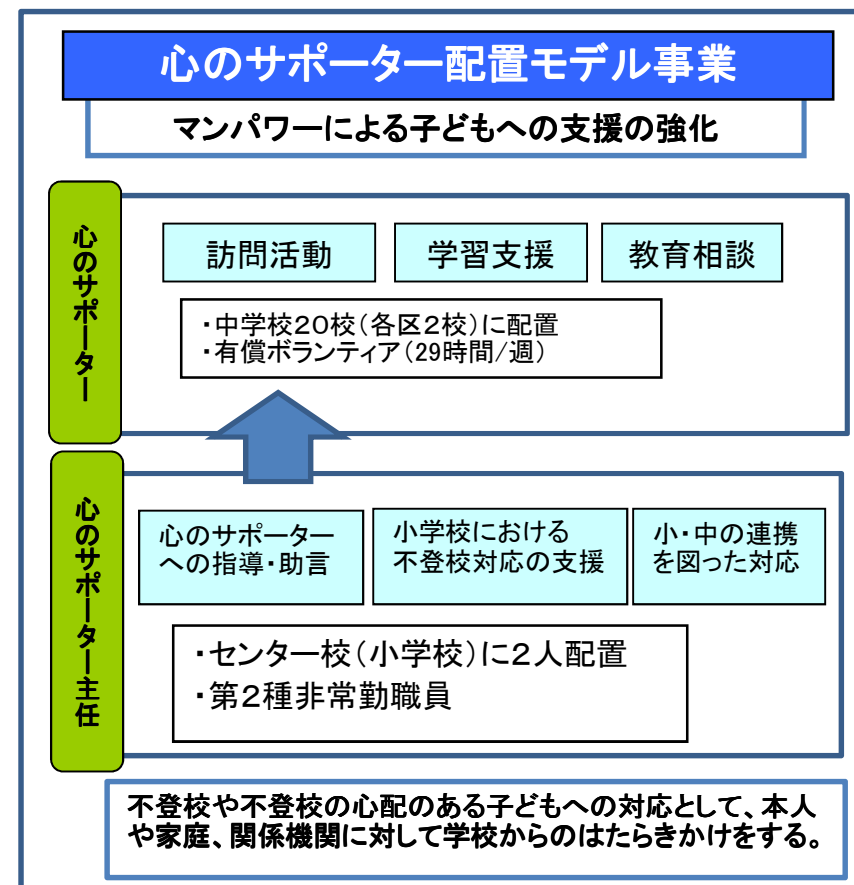 心のサポーター配置モデル事業
マンパワーによる子どもへの支援の強化
心のサポーター
訪問活動
学習支援
教育相談
・中学校２０校(各区２校)に配置
・有償ボランティア(29時間/週)
心のサポーター主任
心のサポーター
への指導・助言
小学校における
不登校対応の支援
小・中の連携
を図った対応
・センター校(小学校)に２人配置
・第２種非常勤職員
不登校や不登校の心配のある子どもへの対応として、本人
や家庭、関係機関に対して学校からのはたらきかけをする。